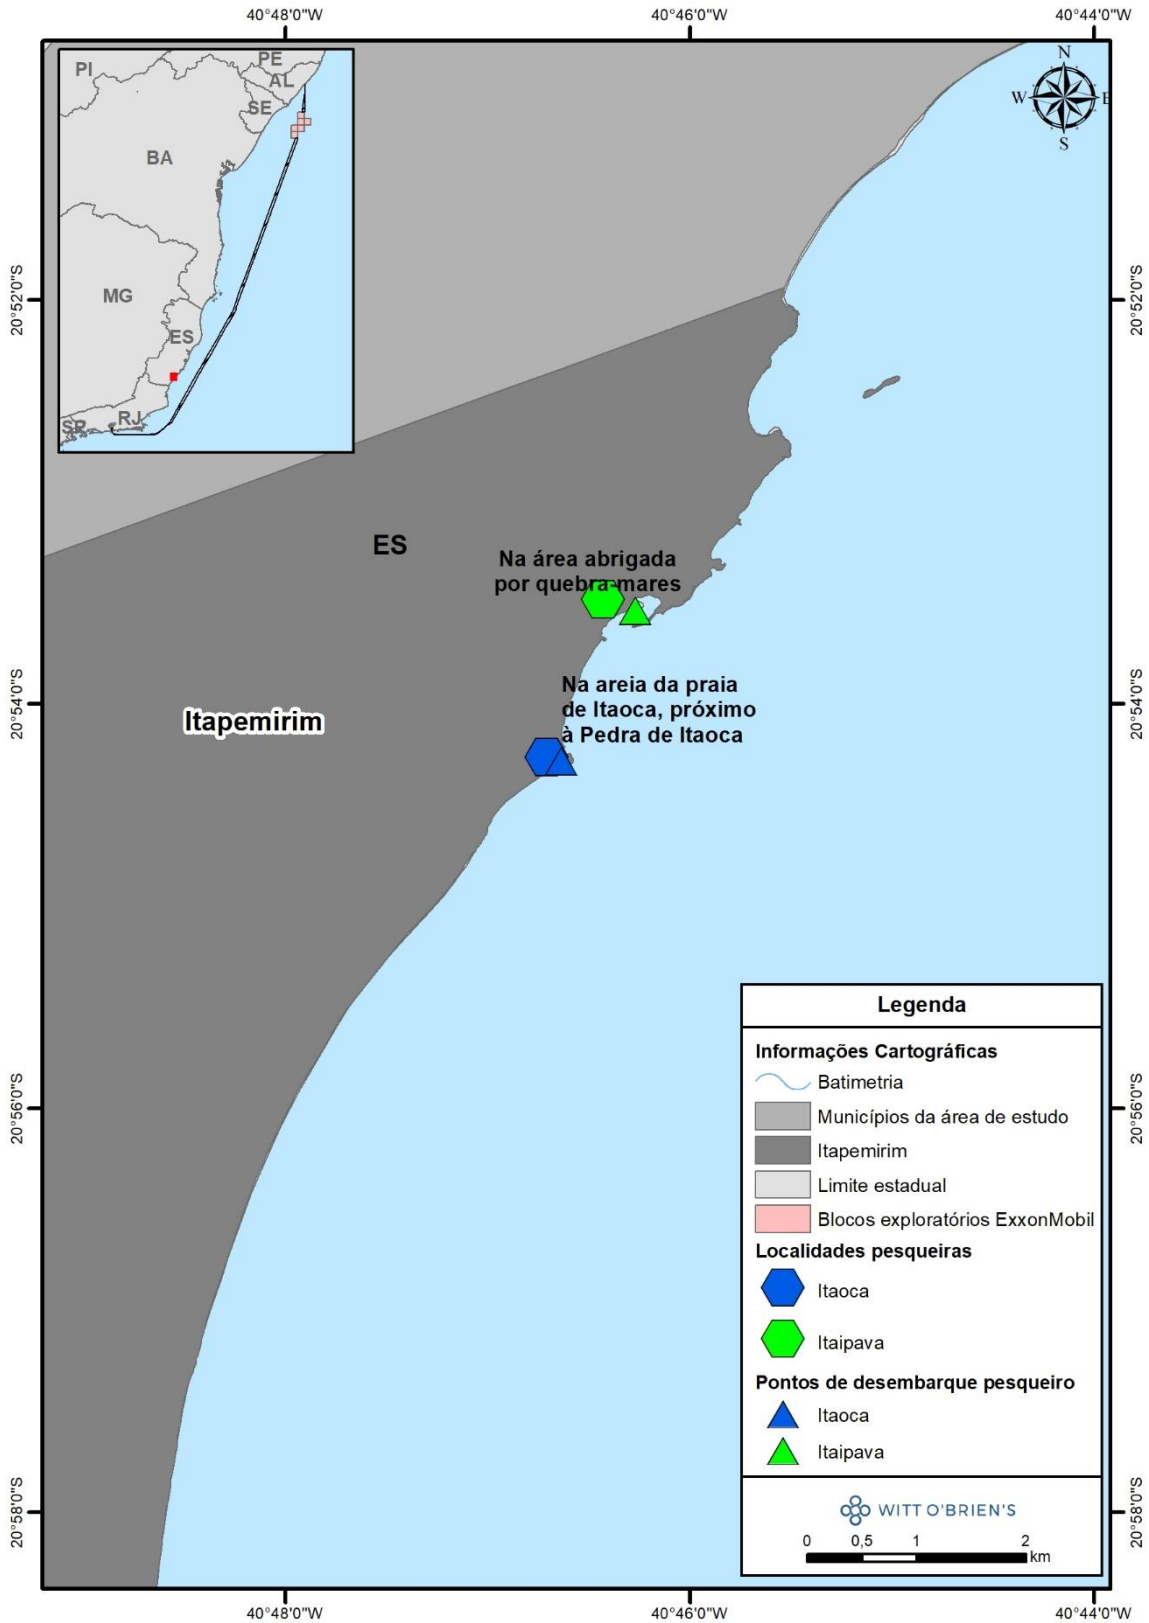 40°48'0"W
40°46'0"W
40°44'0"W
PI
PE
AL
SE
BA
MG
ES
RJ
SP
N
W
E
S
20°52'0"S
20°52'0"S
ES
Na área abrigada
por quebra-mares
Na areia da praia
de Itaoca, próximo
à Pedra de Itaoca
20°54'0"S
20°54'0"S
Itapemirim
20°56'0"S
20°56'0"S
Legenda
Informações Cartográficas
Batimetria
Municípios da área de estudo
Itapemirim
Limite estadual
Blocos exploratórios ExxonMobil
Localidades pesqueiras
Itaoca
Itaipava
Pontos de desembarque pesqueiro
Itaoca
Itaipava
WITT O'BRIEN'S
0 0,5 1 2
km
20°58'0"S
20°58'0"S
40°48'0"W
40°46'0"W
40°44'0"W